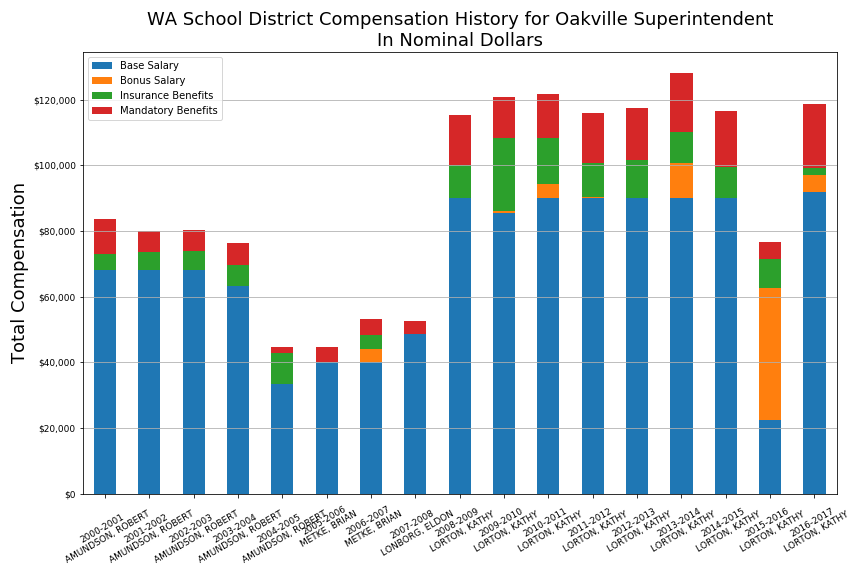 WA School District Compensation History for Oakville Superintendent
In Nominal Dollars
Base Salary
Bonus Salary
Insurance Benefits
Mandatory Benefits
Total Compensation
$120,000
$100,000
$80,000
$60,000
$40,000
$20,000
$0
2000-2001
AMUNDSON, ROBERT
2001-2002
AMUNDSON, ROBERT
2002-2003
AMUNDSON, ROBERT
2003-2004
AMUNDSON, ROBERT
2004-2005
AMUNDSON, ROBERT
2005-2006
METKE, BRIAN
2006-2007
METKE, BRIAN
2007-2008
LONBORG, ELDON
2008-2009
LORTON, KATHY
2009-2010
LORTON, KATHY
2010-2011
LORTON, KATHY
2011-2012
LORTON, KATHY
2012-2013
LORTON, KATHY
2013-2014
LORTON, KATHY
2014-2015
LORTON, KATHY
2015-2016
LORTON, KATHY
2016-2017
LORTON, KATHY